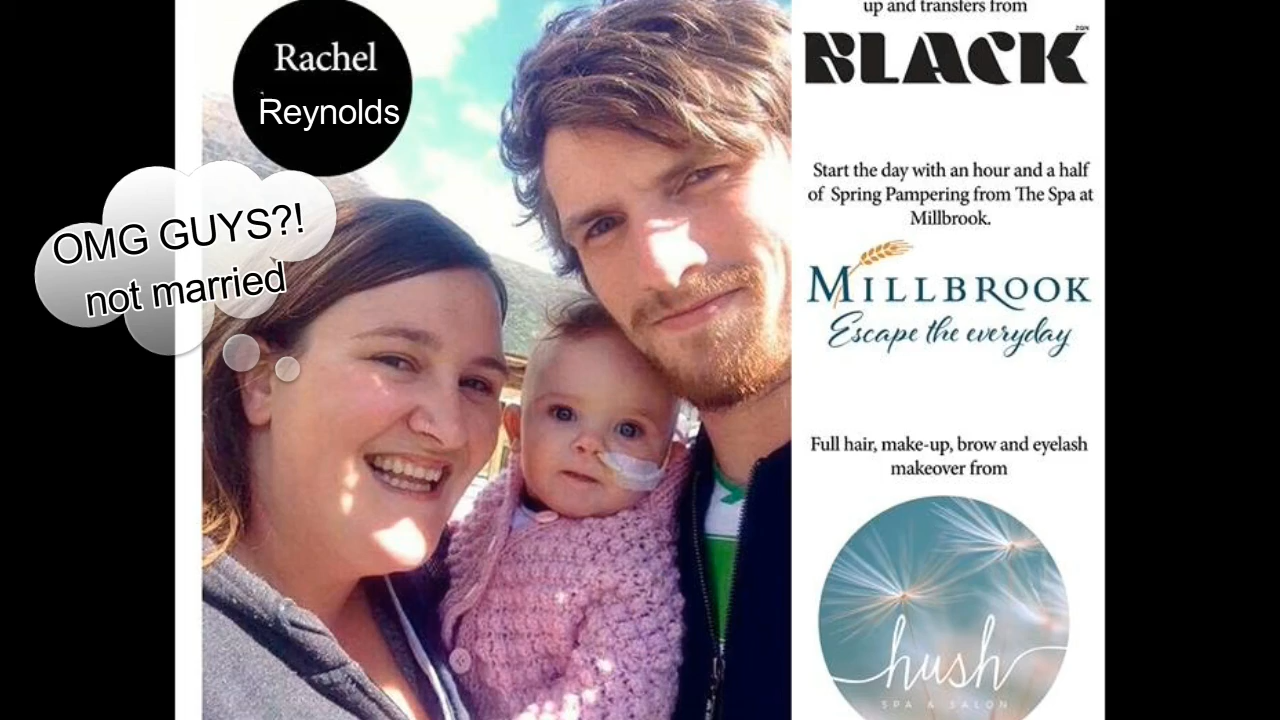 Rachel
Reynolds
OMG GUYS?!
not married
up and transfers from
BLACK
Start the day with an hour and a half
of Spring Pampering from The Spa at
Millbrook.
MILLBROOK
Escape the everyday
Full hair, make-up, brow and eyelash
makeover from
hush
SPA & SALON